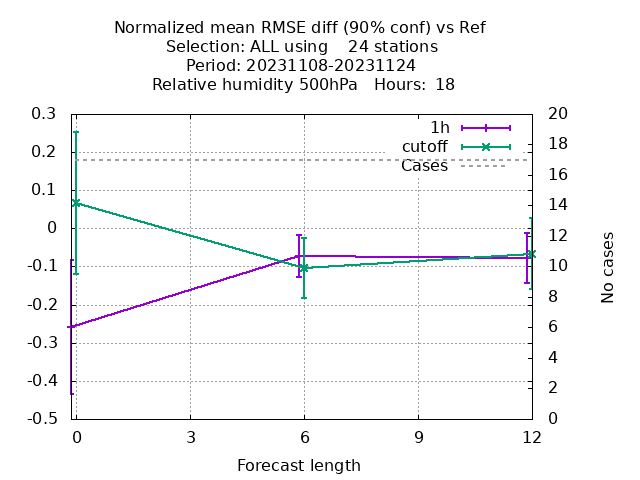 Normalized mean RMSE diff (90% conf) vs Ref
Selection: ALL using    24 stations
Period: 20231108-20231124
Relative humidity 500hPa   Hours:  18
1h
cutoff
Cases
0.3
0.2
0.1
0
-0.1
-0.2
-0.3
-0.4
-0.5
20
18
16
14
12
10
8
6
4
2
0
No cases
0 3 6 9 12
Forecast length